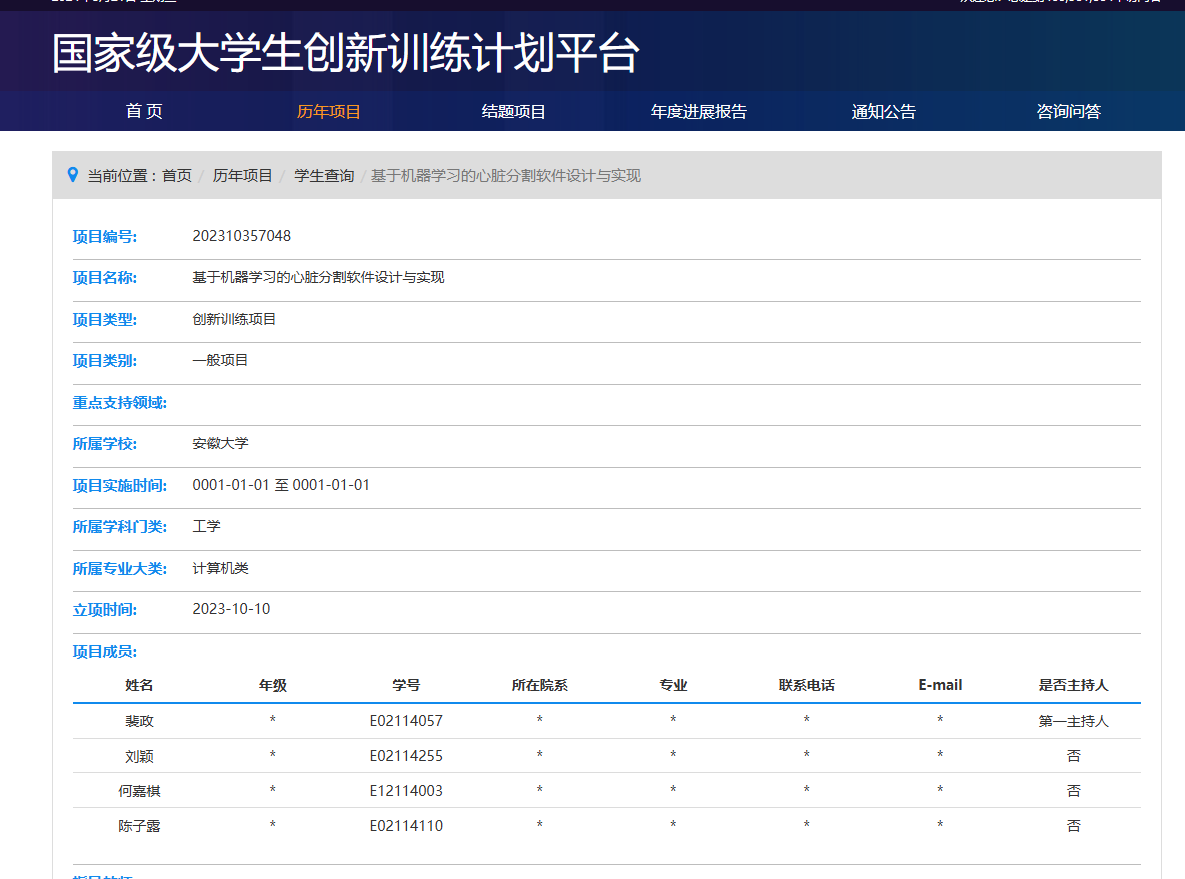 国家级大学生创新训练计划平台
首 页 历年项目 结题项目 年度进展报告 通知公告 咨询问答
当前位置：首页 / 历年项目 / 学生查询 / 基于机器学习的心脏分割软件设计与实现
项目编号: 202310357048
项目名称: 基于机器学习的心脏分割软件设计与实现
项目类型: 创新训练项目
项目类别: 一般项目
重点支持领域:
所属学校: 安徽大学
项目实施时间: 0001-01-01 至 0001-01-01
所属学科门类: 工学
所属专业大类: 计算机类
立项时间: 2023-10-10
项目成员:
姓名 年级 学号 所在院系 专业 联系电话 E-mail 是否主持人
裴政 * E02114057 * * * * 第一主持人
刘颖 * E02114255 * * * * 否
何嘉棋 * E12114003 * * * * 否
陈子露 * E02114110 * * * * 否